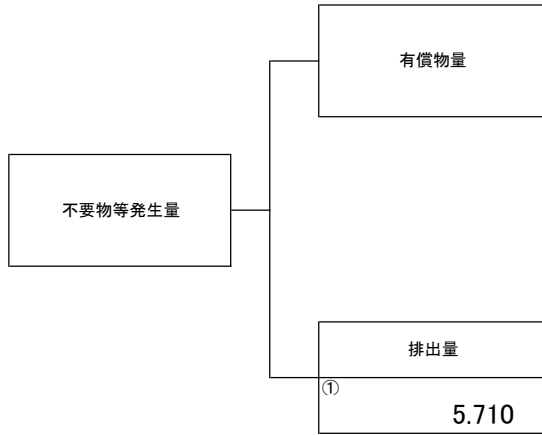 有償物量
不要物等発生量
排出量
①
5.710